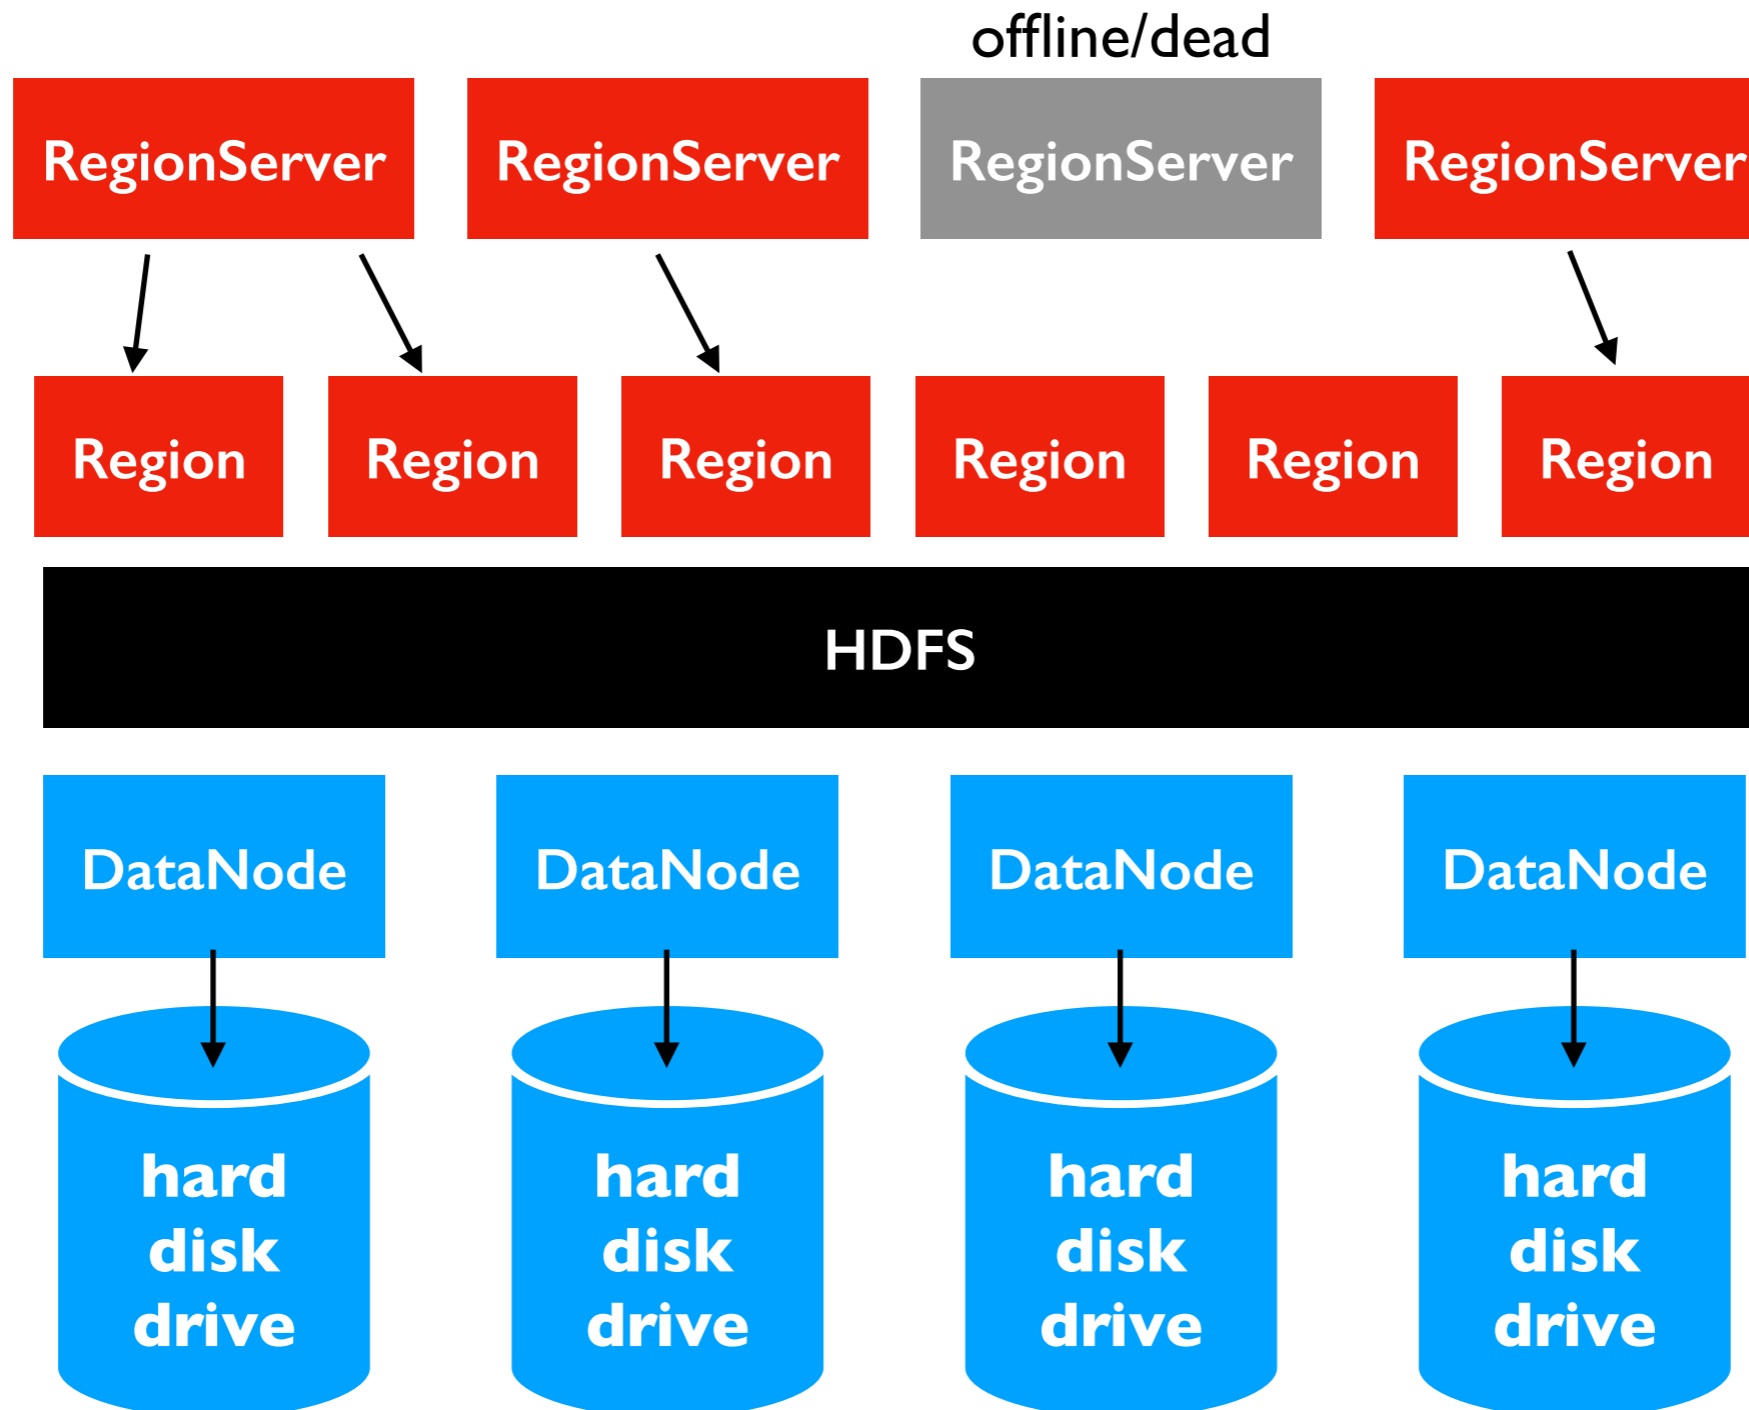 offline/dead
RegionServer
RegionServer
RegionServer
RegionServer
Region
Region
Region
Region
Region
Region
HDFS
DataNode
DataNode
DataNode
DataNode
hard
disk
drive
hard
disk
drive
hard
disk
drive
hard
disk
drive